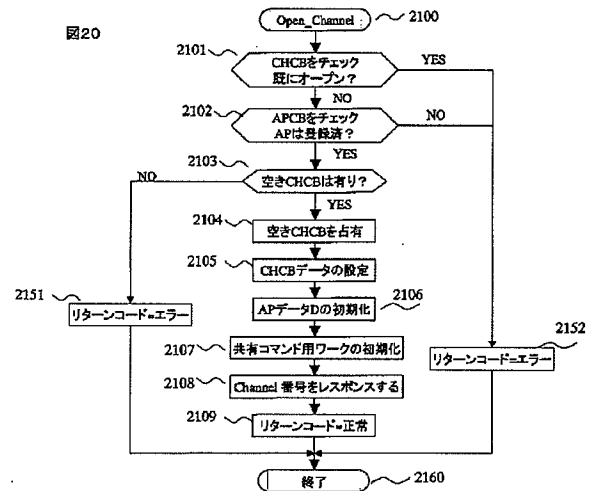 図20
Open_Channel
2100
2101
CHCBをチェック
既にオープン？
YES
NO
2102
APCBをチェック
APは登録済？
NO
YES
2103
空きCHCBは有り？
NO
YES
2104
空きCHCBを占有
2105
CHCBデータの設定
2106
APデータDの初期化
2151
リターンコード=エラー
2107
共有コマンド用ワークの初期化
2152
リターンコード=エラー
2108
Channel 番号をレスポンスする
2109
リターンコード=正常
終了
2160